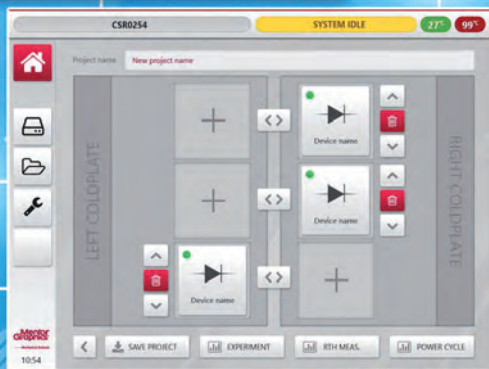 CSR0254
SYSTEM IDLE
27°C
99°C
Project name
New project name
LEFT COLDPLATE
RIGHT COLDPLATE
Device name
Device name
Device name
SAVE PROJECT
EXPERIMENT
RTH MEAS.
POWER CYCLE
Mentor
Graphics
10:54